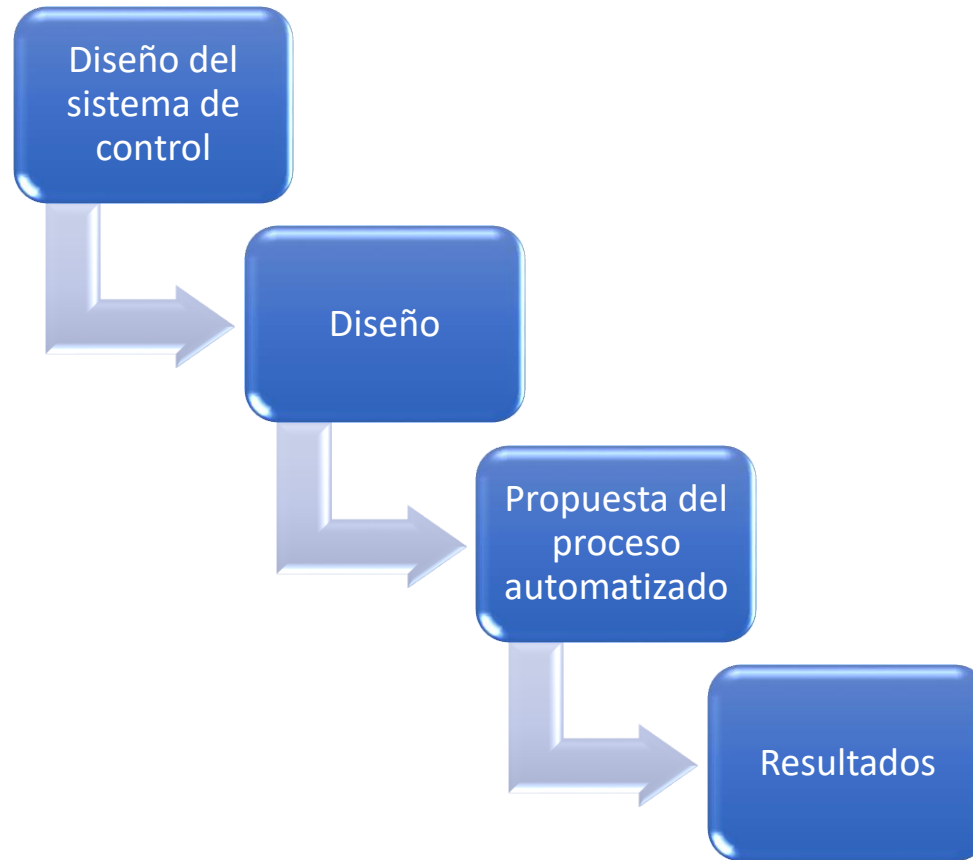 Diseño del
sistema de
control
Diseño
Propuesta del
proceso
automatizado
Resultados